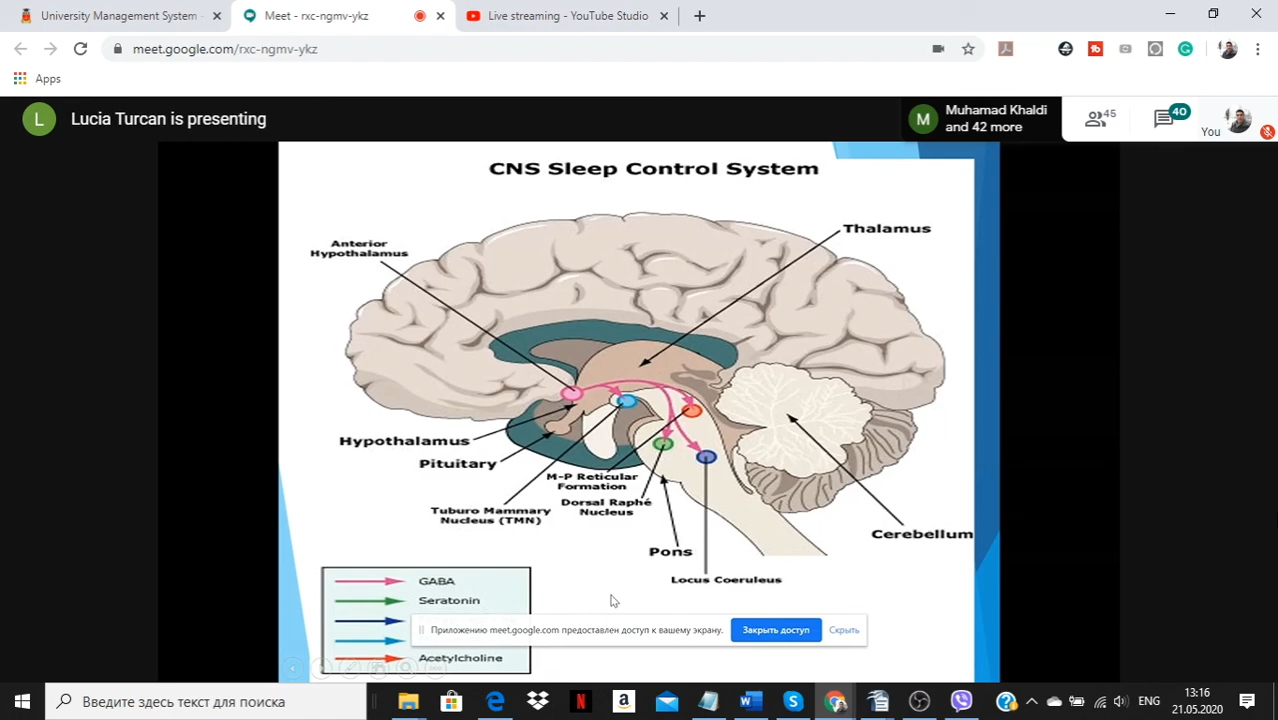 University Management System -
Meet - rxc-ngmv-ykz
Live streaming - YouTube Studio
meet.google.com/rxc-ngmv-ykz
Apps
L
Lucia Turcan is presenting
M
Muhamad Khaldi
and 42 more
45
40
You
CNS Sleep Control System
Thalamus
Anterior
Hypothalamus
Hypothalamus
Pituitary
M-P Reticular
Formation
Dorsal Raphé
Nucleus
Tuburo Mammary
Nucleus (TMN)
Pons
Cerebellum
Locus Coeruleus
GABA
Seratonin
Acetylcholine
Приложению meet.google.com предоставлен доступ к вашему экрану.
Закрыть доступ
Скрыть
Введите здесь текст для поиска
ENG
13:16
21.05.2020